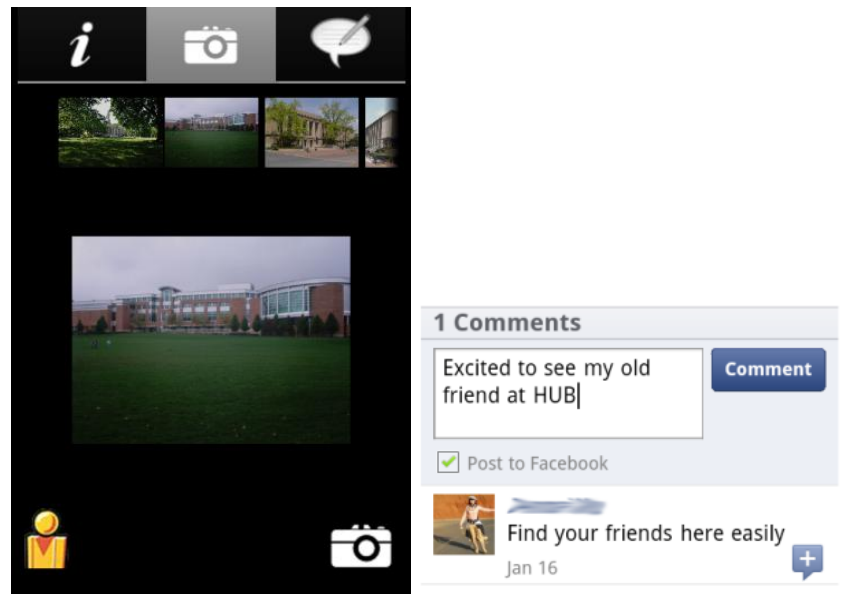 i
1 Comments
Excited to see my old
friend at HUB
Comment
Post to Facebook
Find your friends here easily
Jan 16